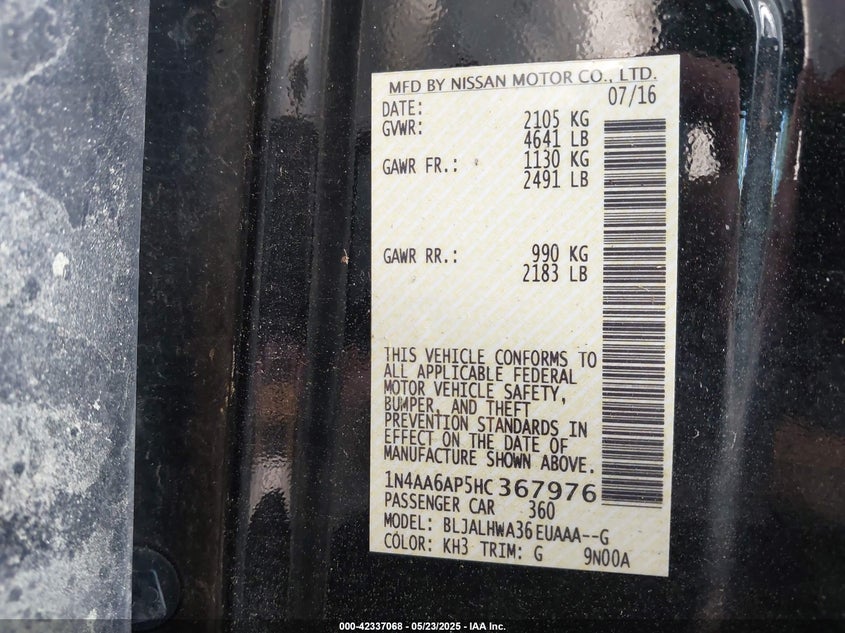 MFD BY NISSAN MOTOR CO., LTD.
DATE: 07/16
GVWR: 2105 KG
4641 LB
GAWR FR.: 1130 KG
2491 LB
GAWR RR.: 990 KG
2183 LB
THIS VEHICLE CONFORMS TO
ALL APPLICABLE FEDERAL
MOTOR VEHICLE SAFETY,
BUMPER, AND THEFT
PREVENTION STANDARDS IN
EFFECT ON THE DATE OF
MANUFACTURE SHOWN ABOVE.
1N4AA6AP5HC367976
PASSENGER CAR 360
MODEL: BLJALHWA36EUAAA--G
COLOR: KH3 TRIM: G 9N00A
000-42337068 - 05/23/2025 - IAA Inc.